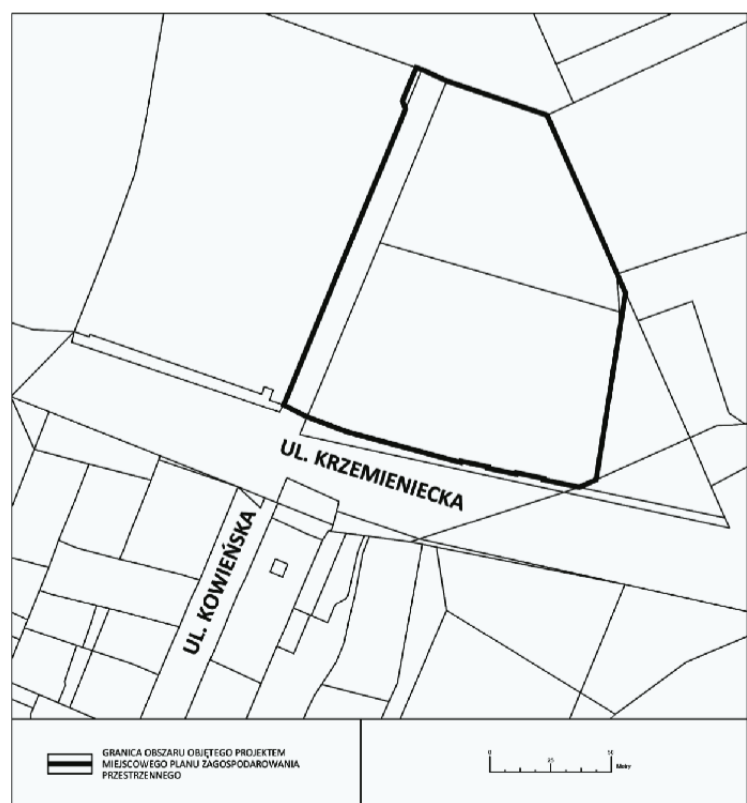 UL. KRZEMIENIECKA
UL. KOWIEŃSKA
GRANICA OBSZARU OBJĘTEGO PROJEKTEM
MIEJSCOWEGO PLANU ZAGOSPODAROWANIA
PRZESTRZENNEGO
0 25 50
Metry